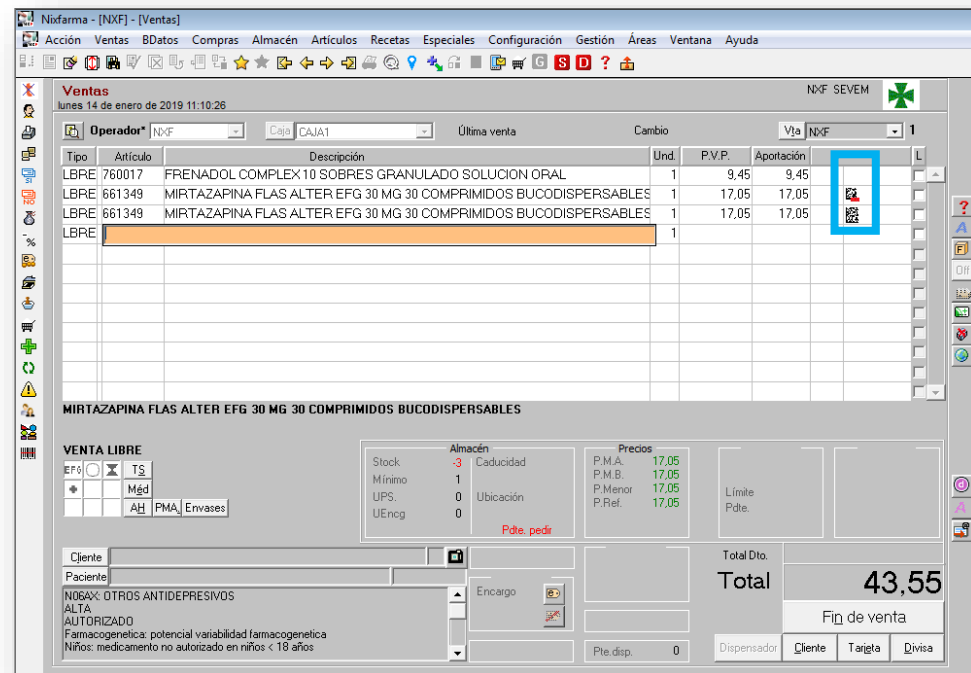 Nixfarma - [NXF] - [Ventas]
Acción Ventas BDatos Compras Almacén Artículos Recetas Especiales Configuración Gestión Áreas Ventana Ayuda
G S D ?
Ventas NXF SEVEM
lunes 14 de enero de 2019 11:10:26
Operador* NXF Caja CAJA1 Última venta Cambio Vta NXF 1
Tipo Artículo Descripción Und. P.V.P. Aportación L
LBRE 760017 FRENADOL COMPLEX 10 SOBRES GRANULADO SOLUCION ORAL 1 9,45 9,45
LBRE 661349 MIRTAZAPINA FLAS ALTER EFG 30 MG 30 COMPRIMIDOS BUCODISPERSABLES 1 17,05 17,05
LBRE 661349 MIRTAZAPINA FLAS ALTER EFG 30 MG 30 COMPRIMIDOS BUCODISPERSABLES 1 17,05 17,05
LBRE 1
MIRTAZAPINA FLAS ALTER EFG 30 MG 30 COMPRIMIDOS BUCODISPERSABLES
VENTA LIBRE
EFG TS
Méd
AH PMA Envases
Almacén
Stock -3 Caducidad
Mínimo 1
UPS. 0 Ubicación
UEncg 0
Pdte. pedir
Precios
P.M.A. 17,05
P.M.B. 17,05
P.Menor 17,05
P.Ref. 17,05
Límite
Pdte.
Cliente
Paciente
N06AX: OTROS ANTIDEPRESIVOS
ALTA
AUTORIZADO
Farmacogenetica: potencial variabilidad farmacogenetica
Niños: medicamento no autorizado en niños < 18 años
Encargo
Pte.disp. 0
Total Dto.
Total 43,55
Fin de venta
Dispensador Cliente Tarjeta Divisa
SI
NO
%
?
A
F
Off
d
A